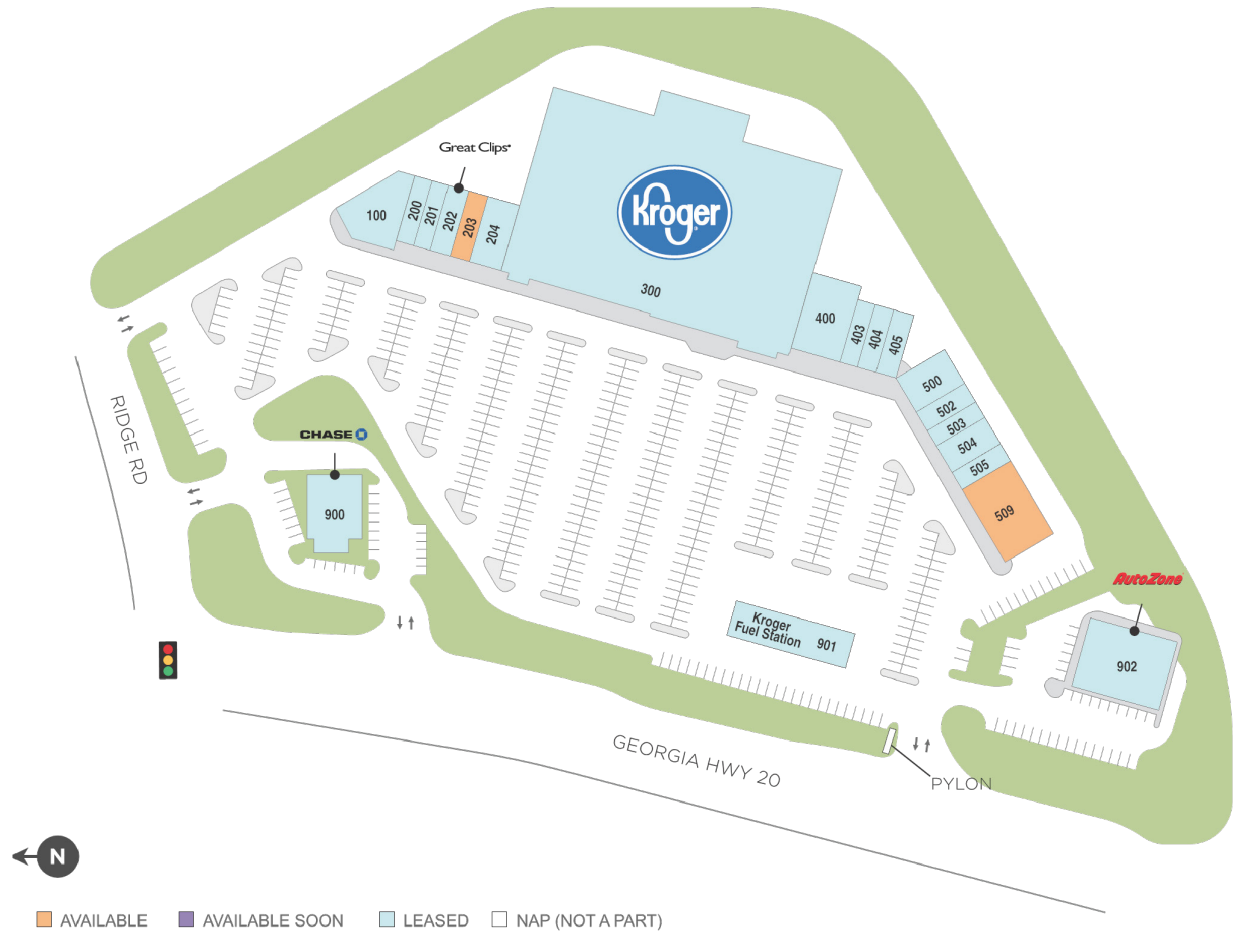 Great Clips®
100
200
201
202
203
204
Kroger
300
400
403
404
405
500
502
503
504
505
509
RIDGE RD
CHASE
900
AutoZone
902
Kroger
Fuel Station 901
GEORGIA HWY 20
PYLON
N
AVAILABLE
AVAILABLE SOON
LEASED
NAP (NOT A PART)